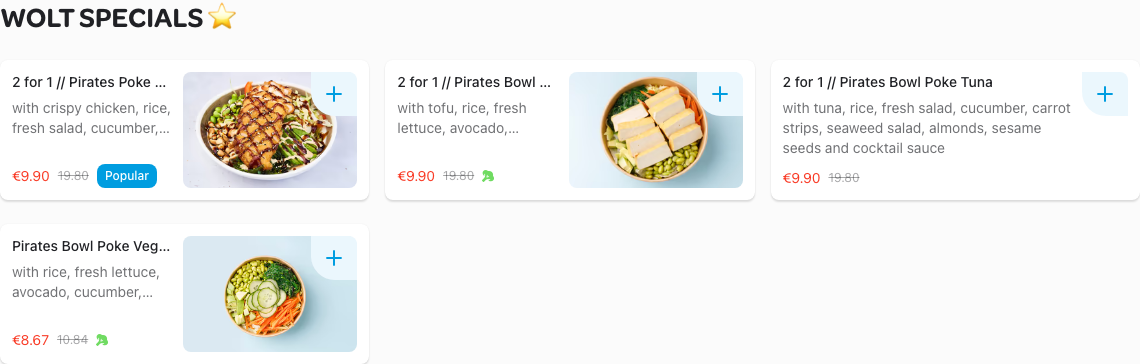 WOLT SPECIALS ⭐
2 for 1 // Pirates Poke ...
with crispy chicken, rice,
fresh salad, cucumber,...
€9.90 19.80 Popular
2 for 1 // Pirates Bowl ...
with tofu, rice, fresh
lettuce, avocado,...
€9.90 19.80
2 for 1 // Pirates Bowl Poke Tuna
with tuna, rice, fresh salad, cucumber, carrot
strips, seaweed salad, almonds, sesame
seeds and cocktail sauce
€9.90 19.80
Pirates Bowl Poke Veg...
with rice, fresh lettuce,
avocado, cucumber,...
€8.67 10.84